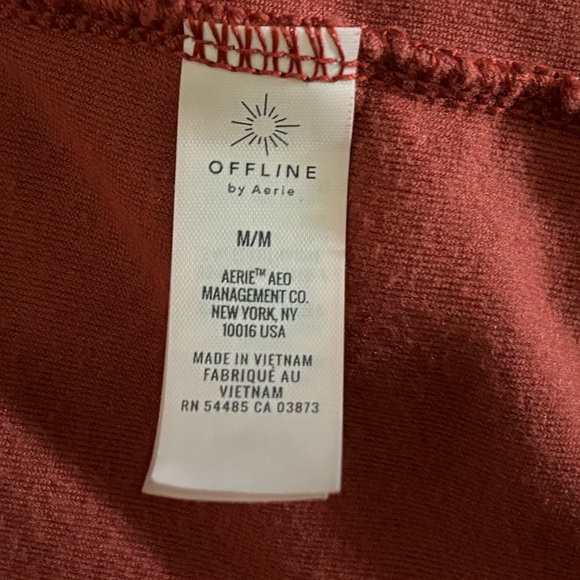 OFFLINE
by Aerie
M/M
AERIE™ AEO
MANAGEMENT CO.
NEW YORK, NY
10016 USA
MADE IN VIETNAM
FABRIQUÉ AU
VIETNAM
RN 54485 CA 03873